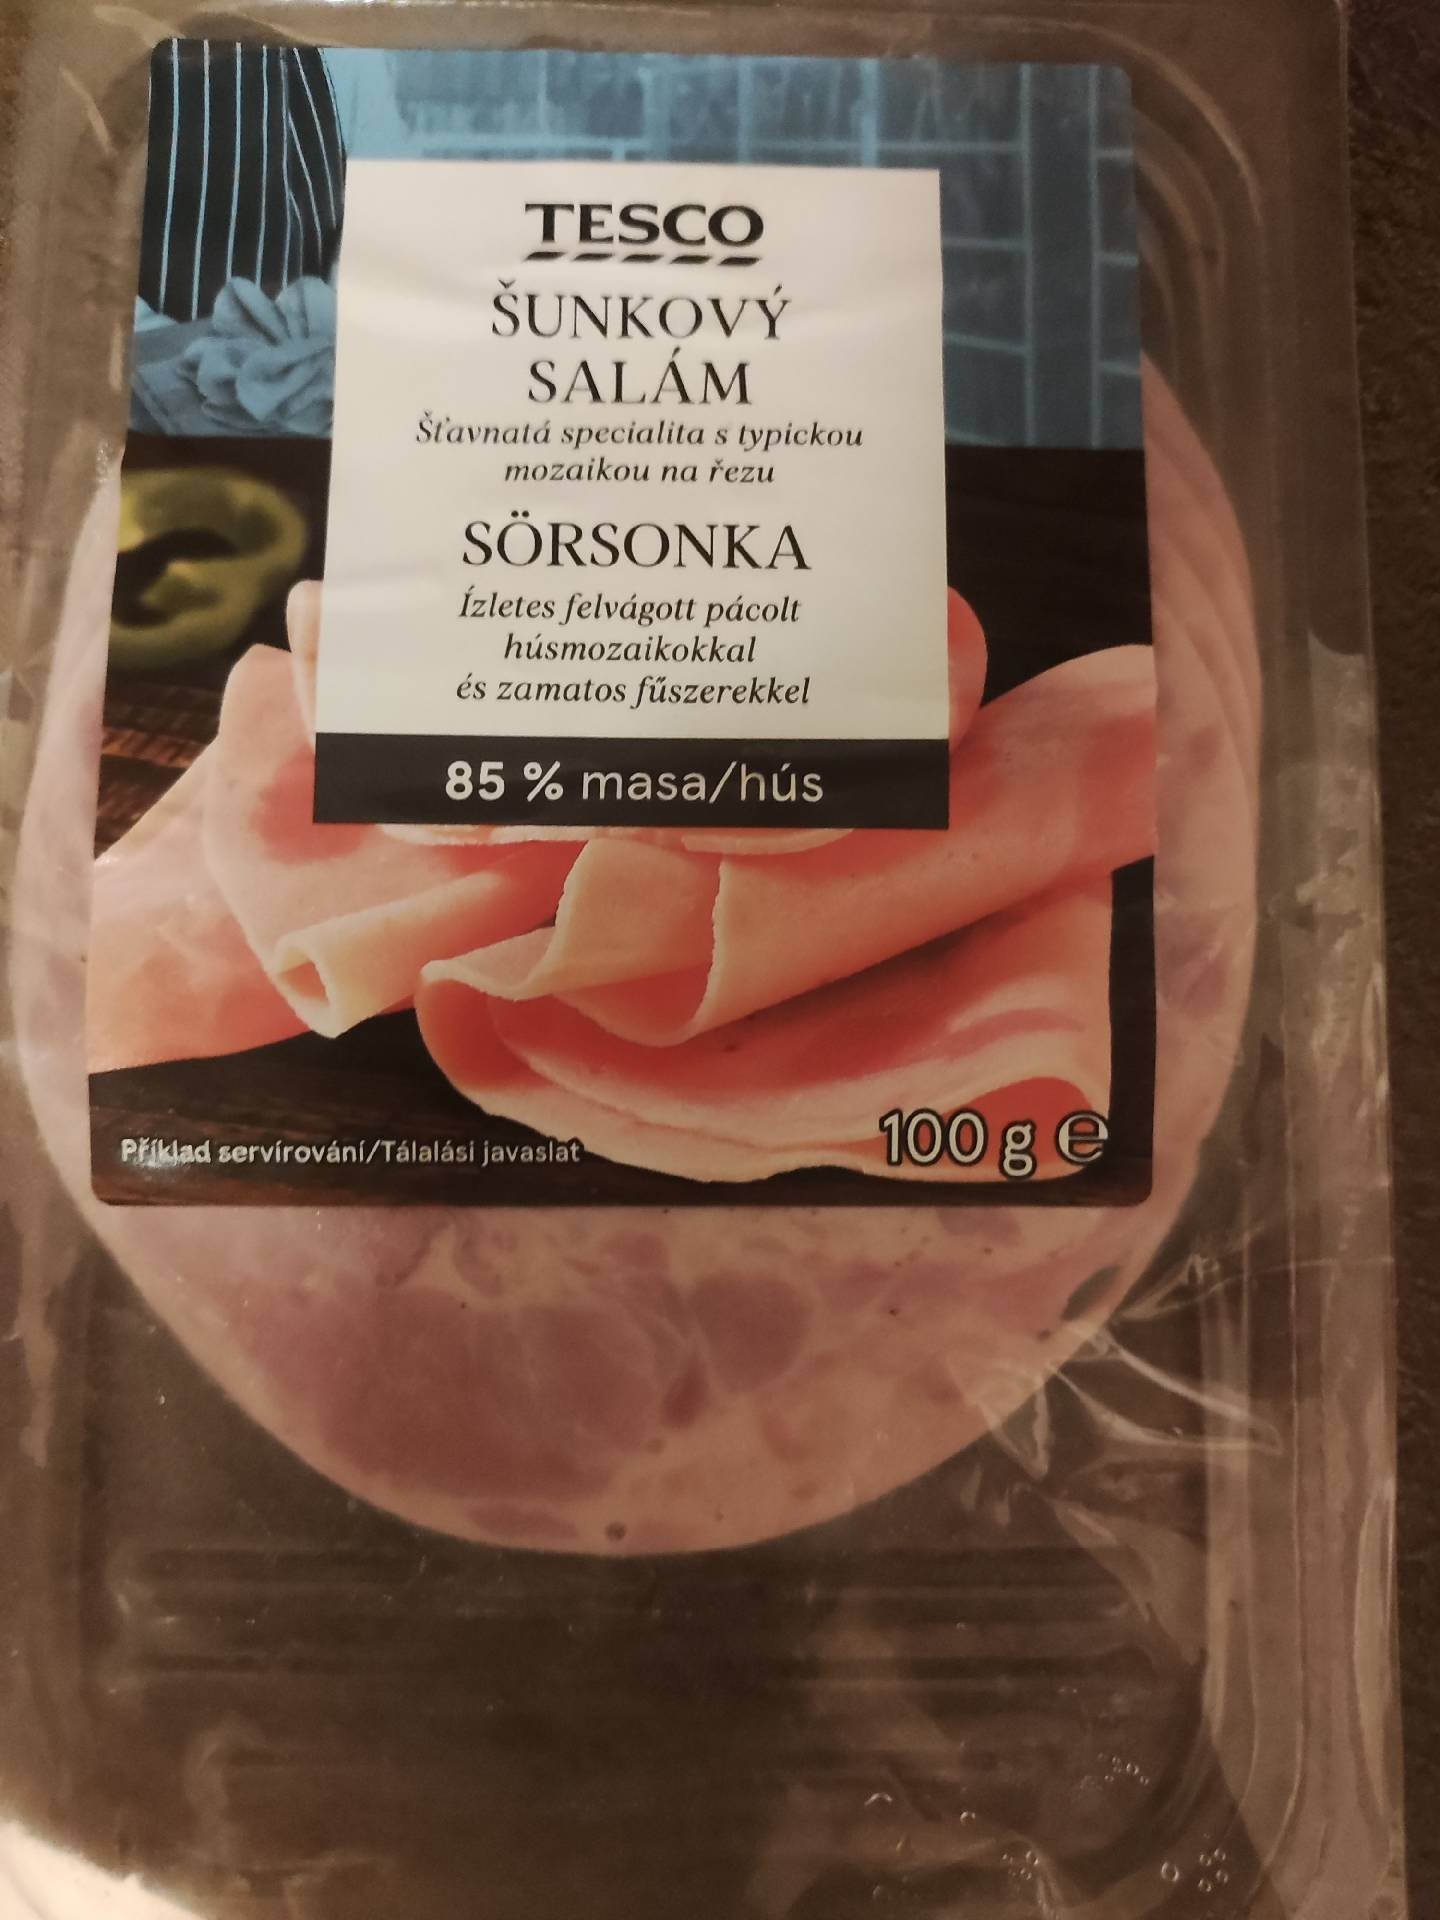 TESCO
ŠUNKOVÝ
SALÁM
Šťavnatá specialita s typickou
mozaikou na řezu
SÖRSONKA
Ízletes felvágott pácolt
húsmozaikokkal
és zamatos fűszerekkel
85 % masa/hús
Příklad servírování/Tálalási javaslat
100 g ℮